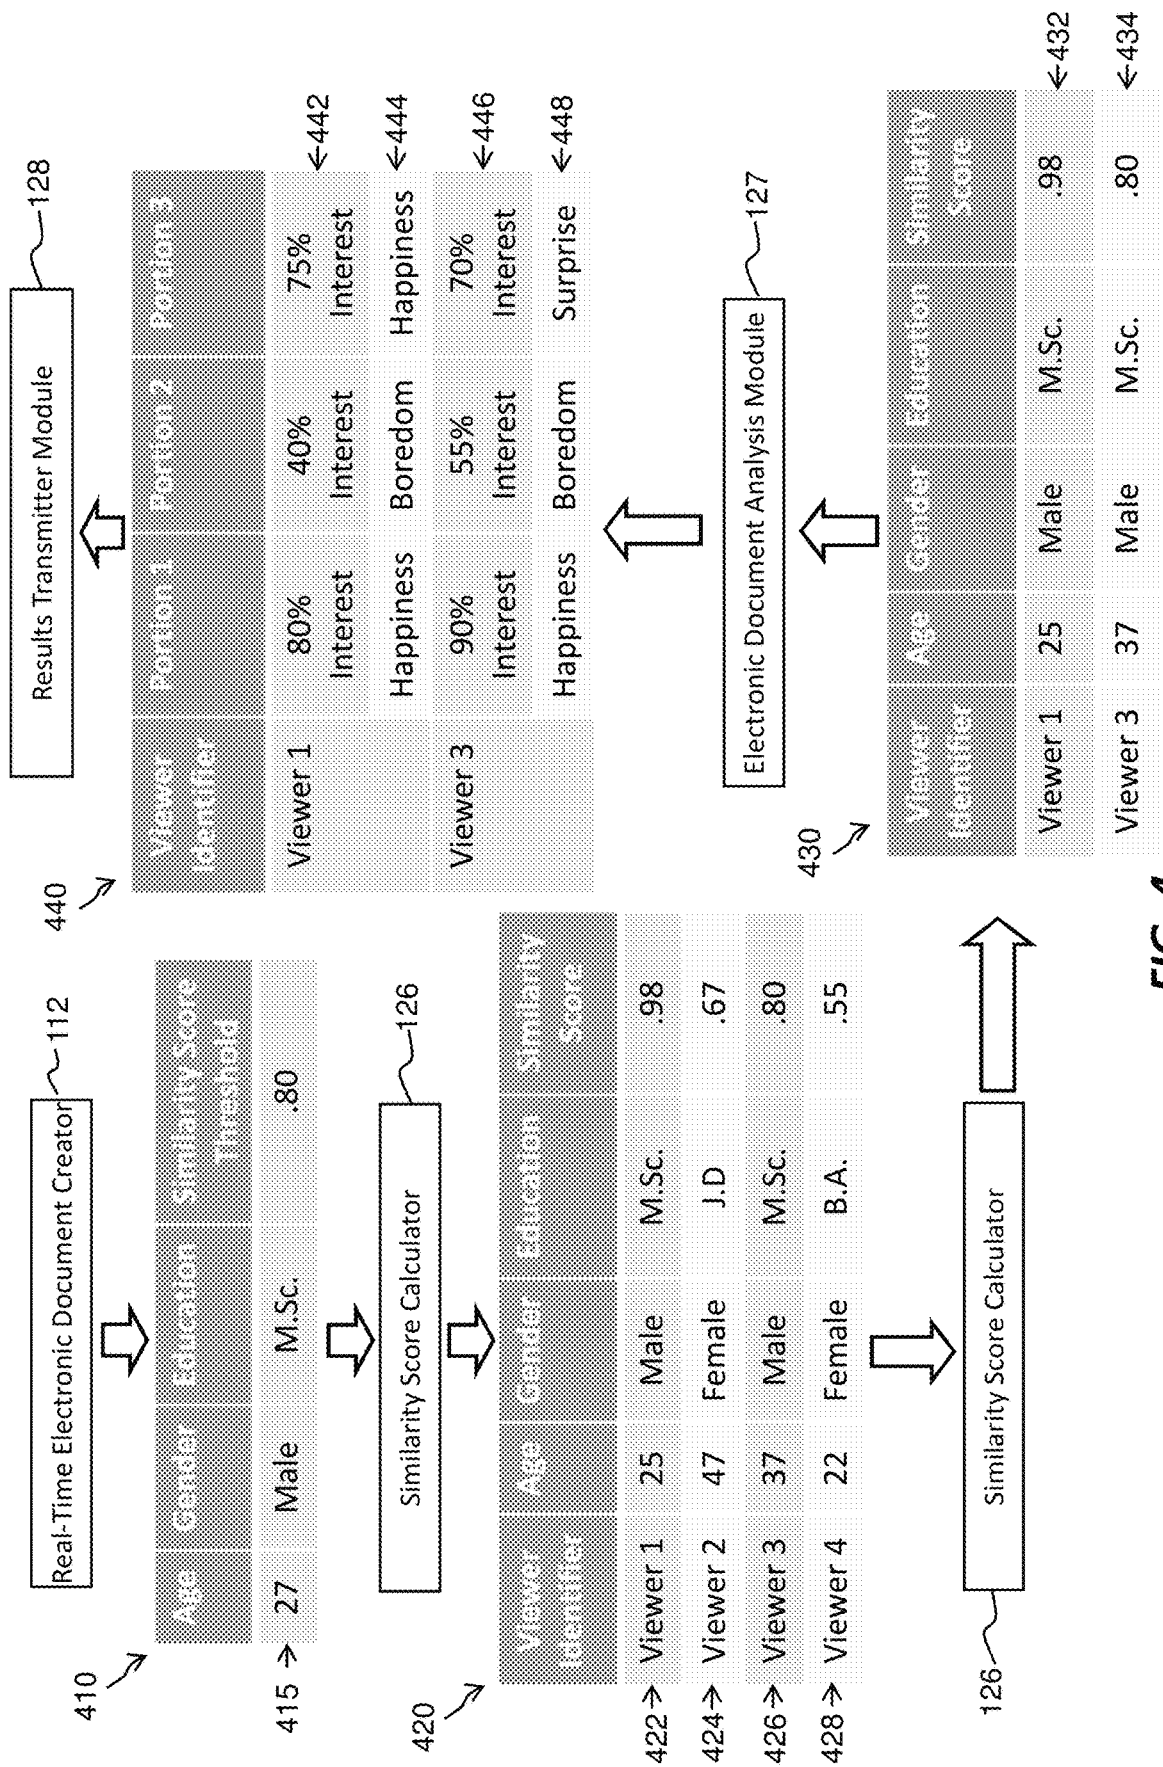 Real-Time Electronic Document Creator
112
410
Age Gender Education Similarity Score
Threshold
415 → 27 Male M.Sc. .80
Similarity Score Calculator
126
420
Viewer Age Gender Education Similarity
Identifier Score
422→ Viewer 1 25 Male M.Sc. .98
424→ Viewer 2 47 Female J.D .67
426→ Viewer 3 37 Male M.Sc. .80
428→ Viewer 4 22 Female B.A. .55
Similarity Score Calculator
126
Results Transmitter Module
128
440
Viewer Portion 1 Portion 2 Portion 3
Identifier
Viewer 1 80% 40% 75%
Interest Interest Interest ←442
Happiness Boredom Happiness ←444
Viewer 3 90% 55% 70%
Interest Interest Interest ←446
Happiness Boredom Surprise ←448
Electronic Document Analysis Module
127
430
Viewer Age Gender Education Similarity
Identifier Score
Viewer 1 25 Male M.Sc. .98 ←432
Viewer 3 37 Male M.Sc. .80 ←434